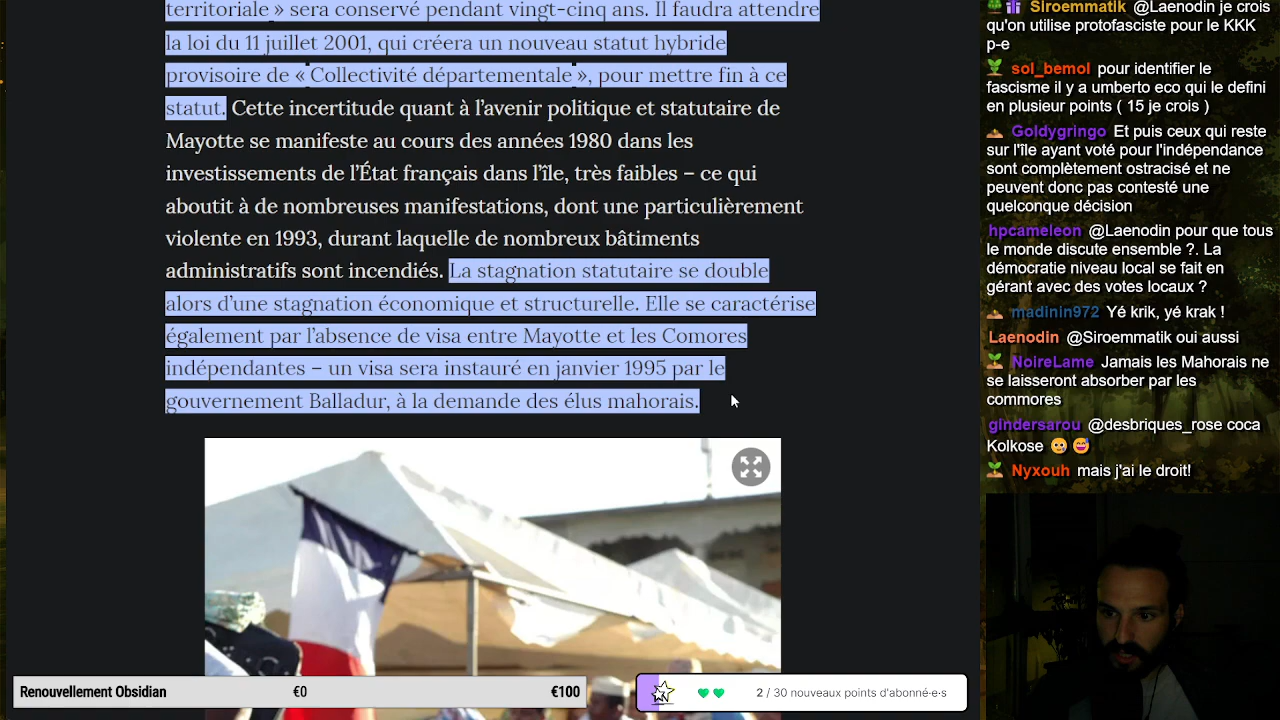 territoriale » sera conservé pendant vingt-cinq ans. Il faudra attendre
la loi du 11 juillet 2001, qui créera un nouveau statut hybride
provisoire de « Collectivité départementale », pour mettre fin à ce
statut. Cette incertitude quant à l’avenir politique et statutaire de
Mayotte se manifeste au cours des années 1980 dans les
investissements de l’État français dans l’île, très faibles – ce qui
aboutit à de nombreuses manifestations, dont une particulièrement
violente en 1993, durant laquelle de nombreux bâtiments
administratifs sont incendiés. La stagnation statutaire se double
alors d’une stagnation économique et structurelle. Elle se caractérise
également par l’absence de visa entre Mayotte et les Comores
indépendantes – un visa sera instauré en janvier 1995 par le
gouvernement Balladur, à la demande des élus mahorais.
Renouvellement Obsidian €0 €100
2 / 30 nouveaux points d'abonné·e·s
Siroemmatik @Laenodin je crois
qu'on utilise protofasciste pour le KKK
p-e
sol_bemol pour identifier le
fascisme il y a umberto eco qui le defini
en plusieur points ( 15 je crois )
Goldygringo Et puis ceux qui reste
sur l'île ayant voté pour l'indépendance
sont complètement ostracisé et ne
peuvent donc pas contesté une
quelconque décision
hpcameleon @Laenodin pour que tous
le monde discute ensemble ?. La
démocratie niveau local se fait en
gérant avec des votes locaux ?
madinin972 Yé krik, yé krak !
Laenodin @Siroemmatik oui aussi
NoireLame Jamais les Mahorais ne
se laisseront absorber par les
commores
gindersarou @desbriques_rose coca
Kolkose
Nyxouh mais j'ai le droit!